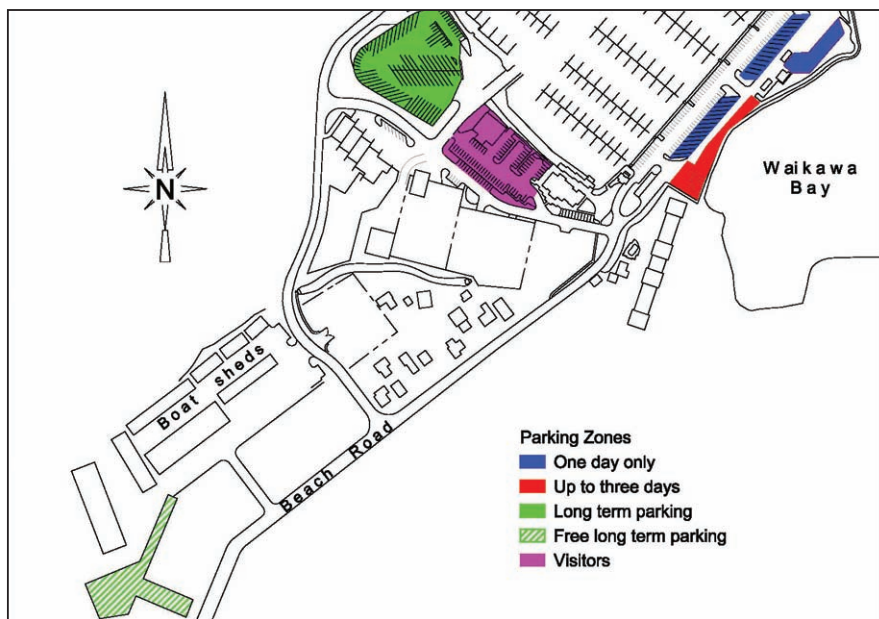 N
Waikawa
Bay
Boat sheds
Beach Road
Parking Zones
One day only
Up to three days
Long term parking
Free long term parking
Visitors